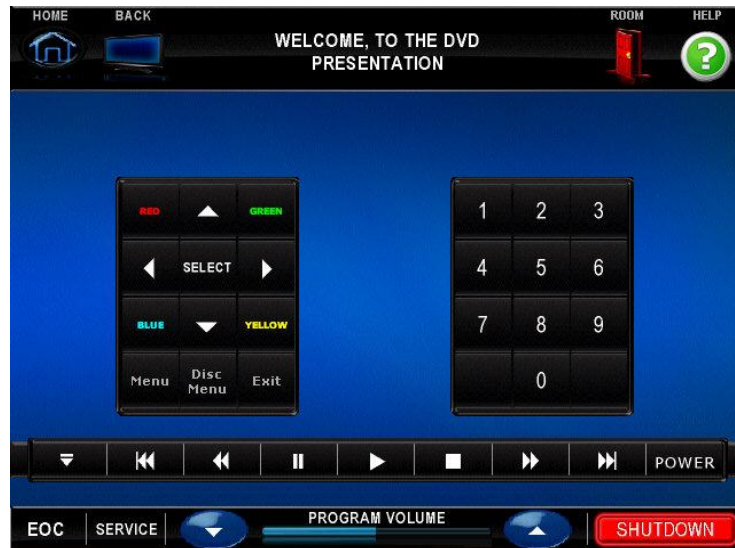 HOME BACK ROOM HELP
WELCOME, TO THE DVD
PRESENTATION
?
RED GREEN
SELECT
BLUE YELLOW
Menu Disc Menu Exit
1 2 3
4 5 6
7 8 9
0
POWER
EOC SERVICE PROGRAM VOLUME SHUTDOWN